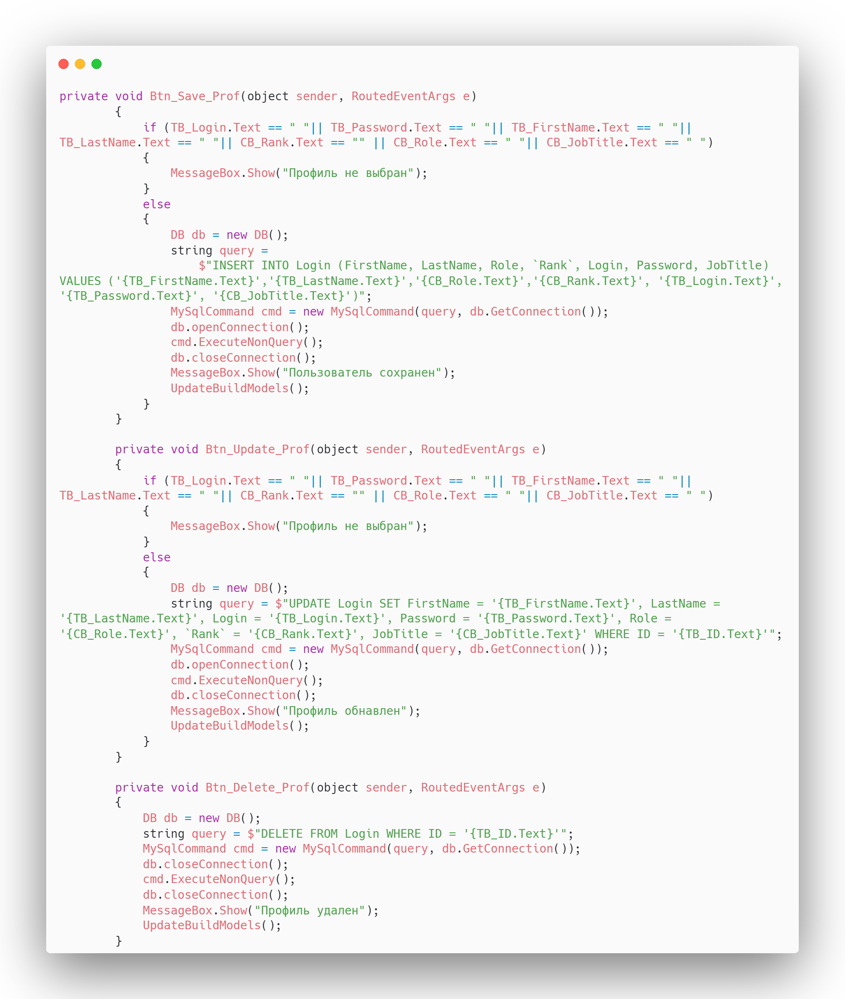 private void Btn_Save_Prof(object sender, RoutedEventArgs e)
        {
            if (TB_Login.Text == " "|| TB_Password.Text == " "|| TB_FirstName.Text == " "||
TB_LastName.Text == " "|| CB_Rank.Text == "" || CB_Role.Text == " "|| CB_JobTitle.Text == " ")
            {
                MessageBox.Show("Профиль не выбран");
            }
            else
            {
                DB db = new DB();
                string query =
                    $"INSERT INTO Login (FirstName, LastName, Role, `Rank`, Login, Password, JobTitle)
VALUES ('{TB_FirstName.Text}','{TB_LastName.Text}','{CB_Role.Text}','{CB_Rank.Text}', '{TB_Login.Text}',
'{TB_Password.Text}', '{CB_JobTitle.Text}')";
                MySqlCommand cmd = new MySqlCommand(query, db.GetConnection());
                db.openConnection();
                cmd.ExecuteNonQuery();
                db.closeConnection();
                MessageBox.Show("Пользователь сохранен");
                UpdateBuildModels();
            }
        }

        private void Btn_Update_Prof(object sender, RoutedEventArgs e)
        {
            if (TB_Login.Text == " "|| TB_Password.Text == " "|| TB_FirstName.Text == " "||
TB_LastName.Text == " "|| CB_Rank.Text == "" || CB_Role.Text == " "|| CB_JobTitle.Text == " ")
            {
                MessageBox.Show("Профиль не выбран");
            }
            else
            {
                DB db = new DB();
                string query = $"UPDATE Login SET FirstName = '{TB_FirstName.Text}', LastName =
'{TB_LastName.Text}', Login = '{TB_Login.Text}', Password = '{TB_Password.Text}', Role =
'{CB_Role.Text}', `Rank` = '{CB_Rank.Text}', JobTitle = '{CB_JobTitle.Text}' WHERE ID = '{TB_ID.Text}'";
                MySqlCommand cmd = new MySqlCommand(query, db.GetConnection());
                db.openConnection();
                cmd.ExecuteNonQuery();
                db.closeConnection();
                MessageBox.Show("Профиль обнавлен");
                UpdateBuildModels();
            }
        }

        private void Btn_Delete_Prof(object sender, RoutedEventArgs e)
        {
            DB db = new DB();
            string query = $"DELETE FROM Login WHERE ID = '{TB_ID.Text}'";
            MySqlCommand cmd = new MySqlCommand(query, db.GetConnection());
            db.closeConnection();
            cmd.ExecuteNonQuery();
            db.closeConnection();
            MessageBox.Show("Профиль удален");
            UpdateBuildModels();
        }